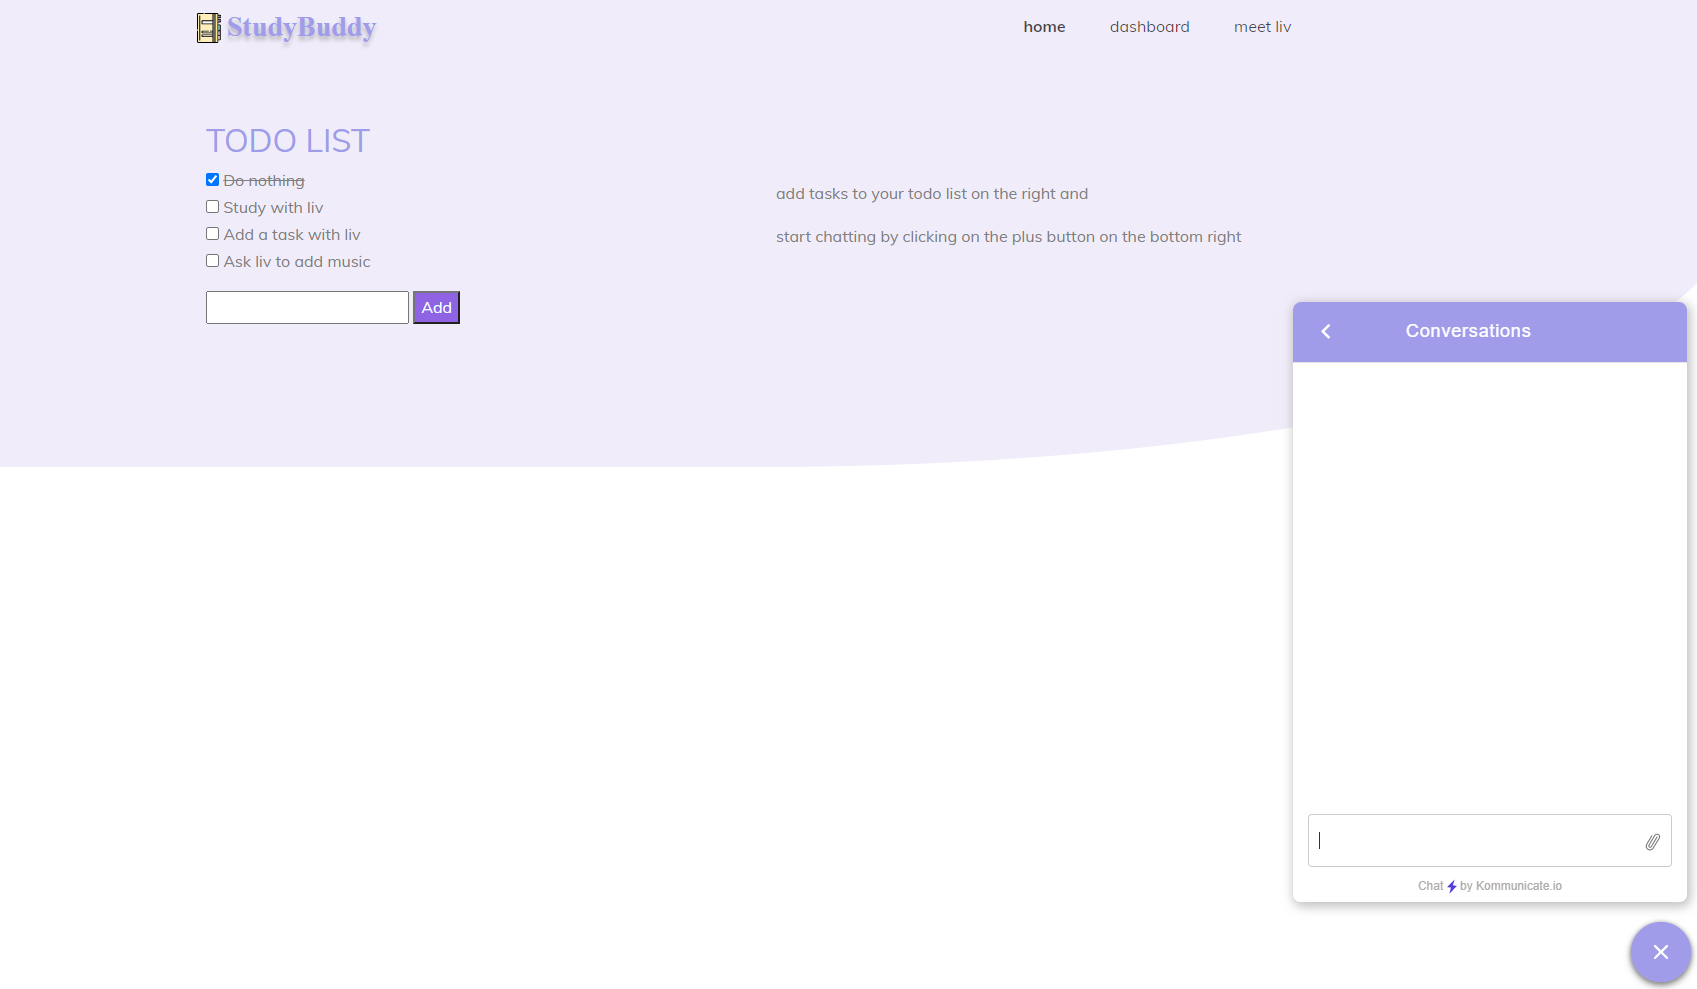 StudyBuddy
home
dashboard
meet liv
TODO LIST
Do nothing
Study with liv
Add a task with liv
Ask liv to add music
Add
add tasks to your todo list on the right and
start chatting by clicking on the plus button on the bottom right
Conversations
Chat by Kommunicate.io